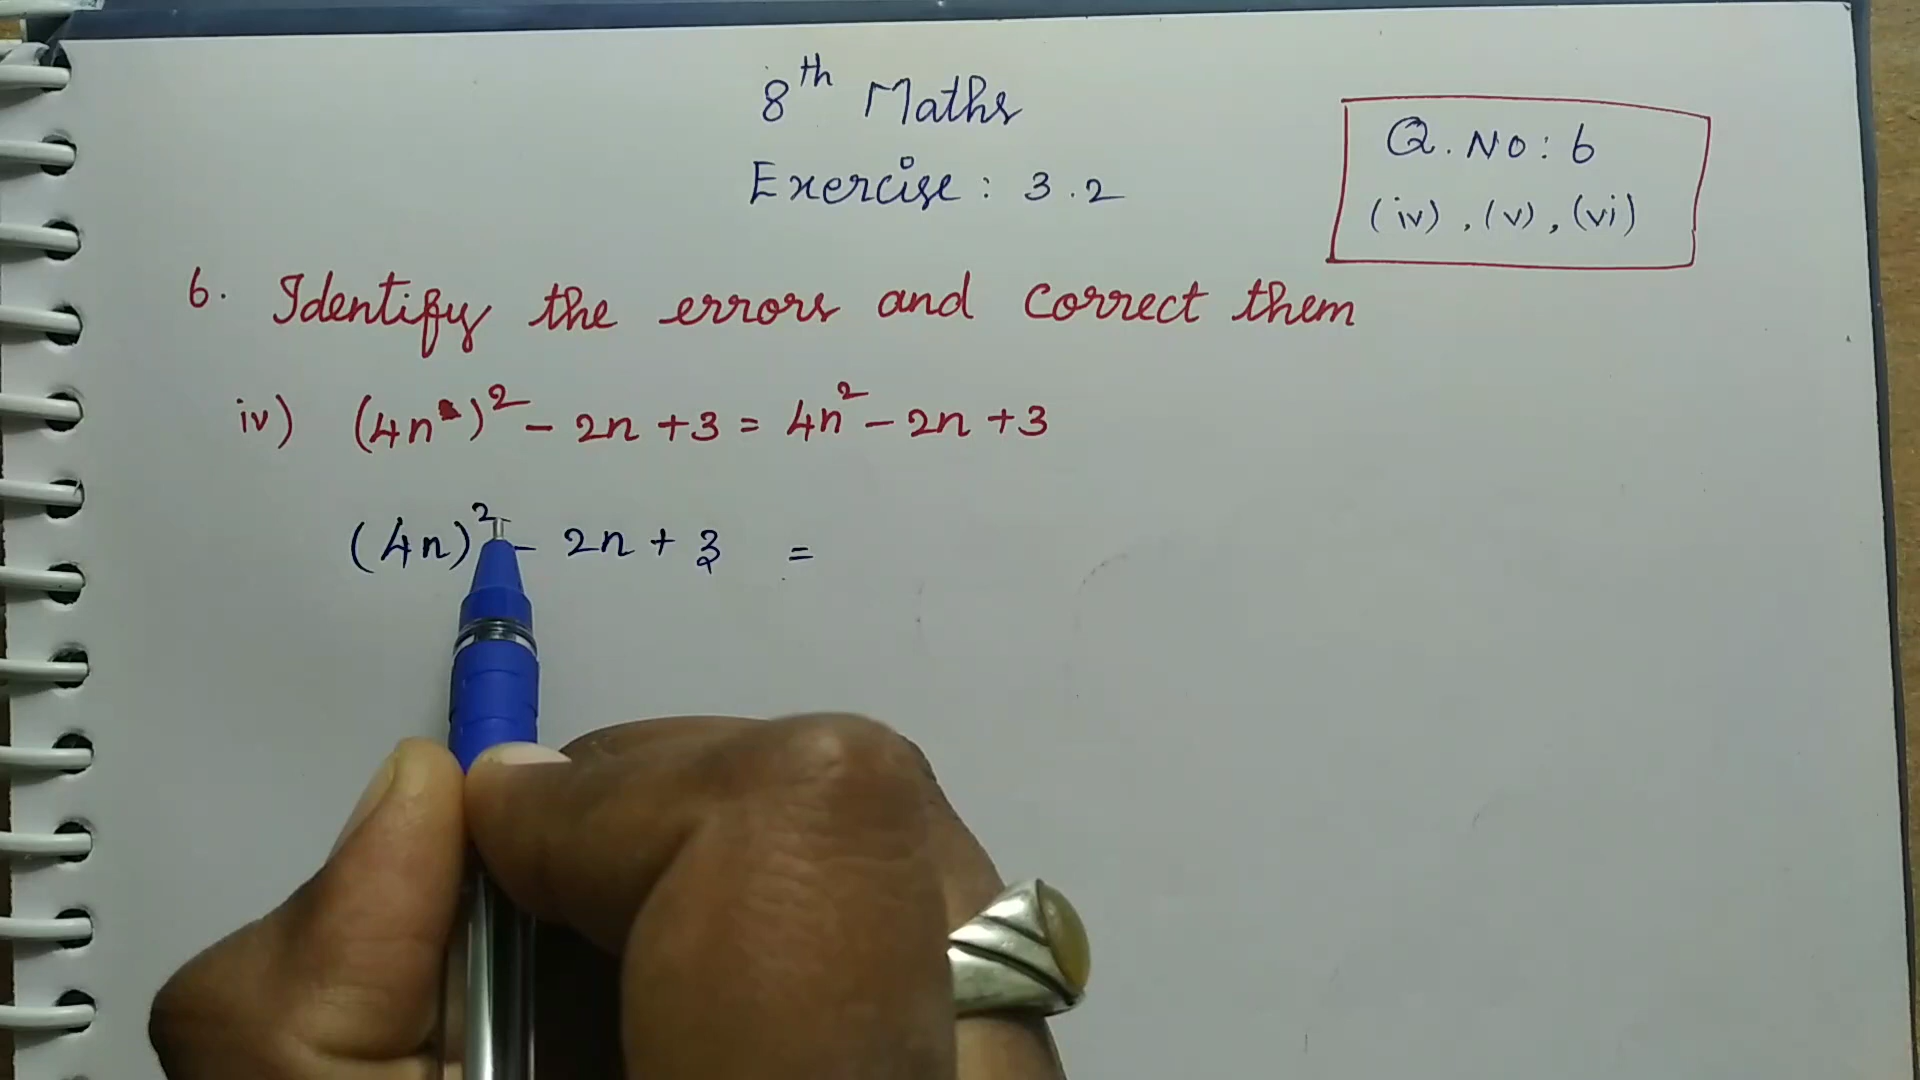 8th Maths
Exercise : 3.2
Q. NO : 6
(iv), (v), (vi)
6. Identify the errors and correct them
iv) (4n)² - 2n + 3 = 4n² - 2n + 3
(4n)² - 2n + 3 =